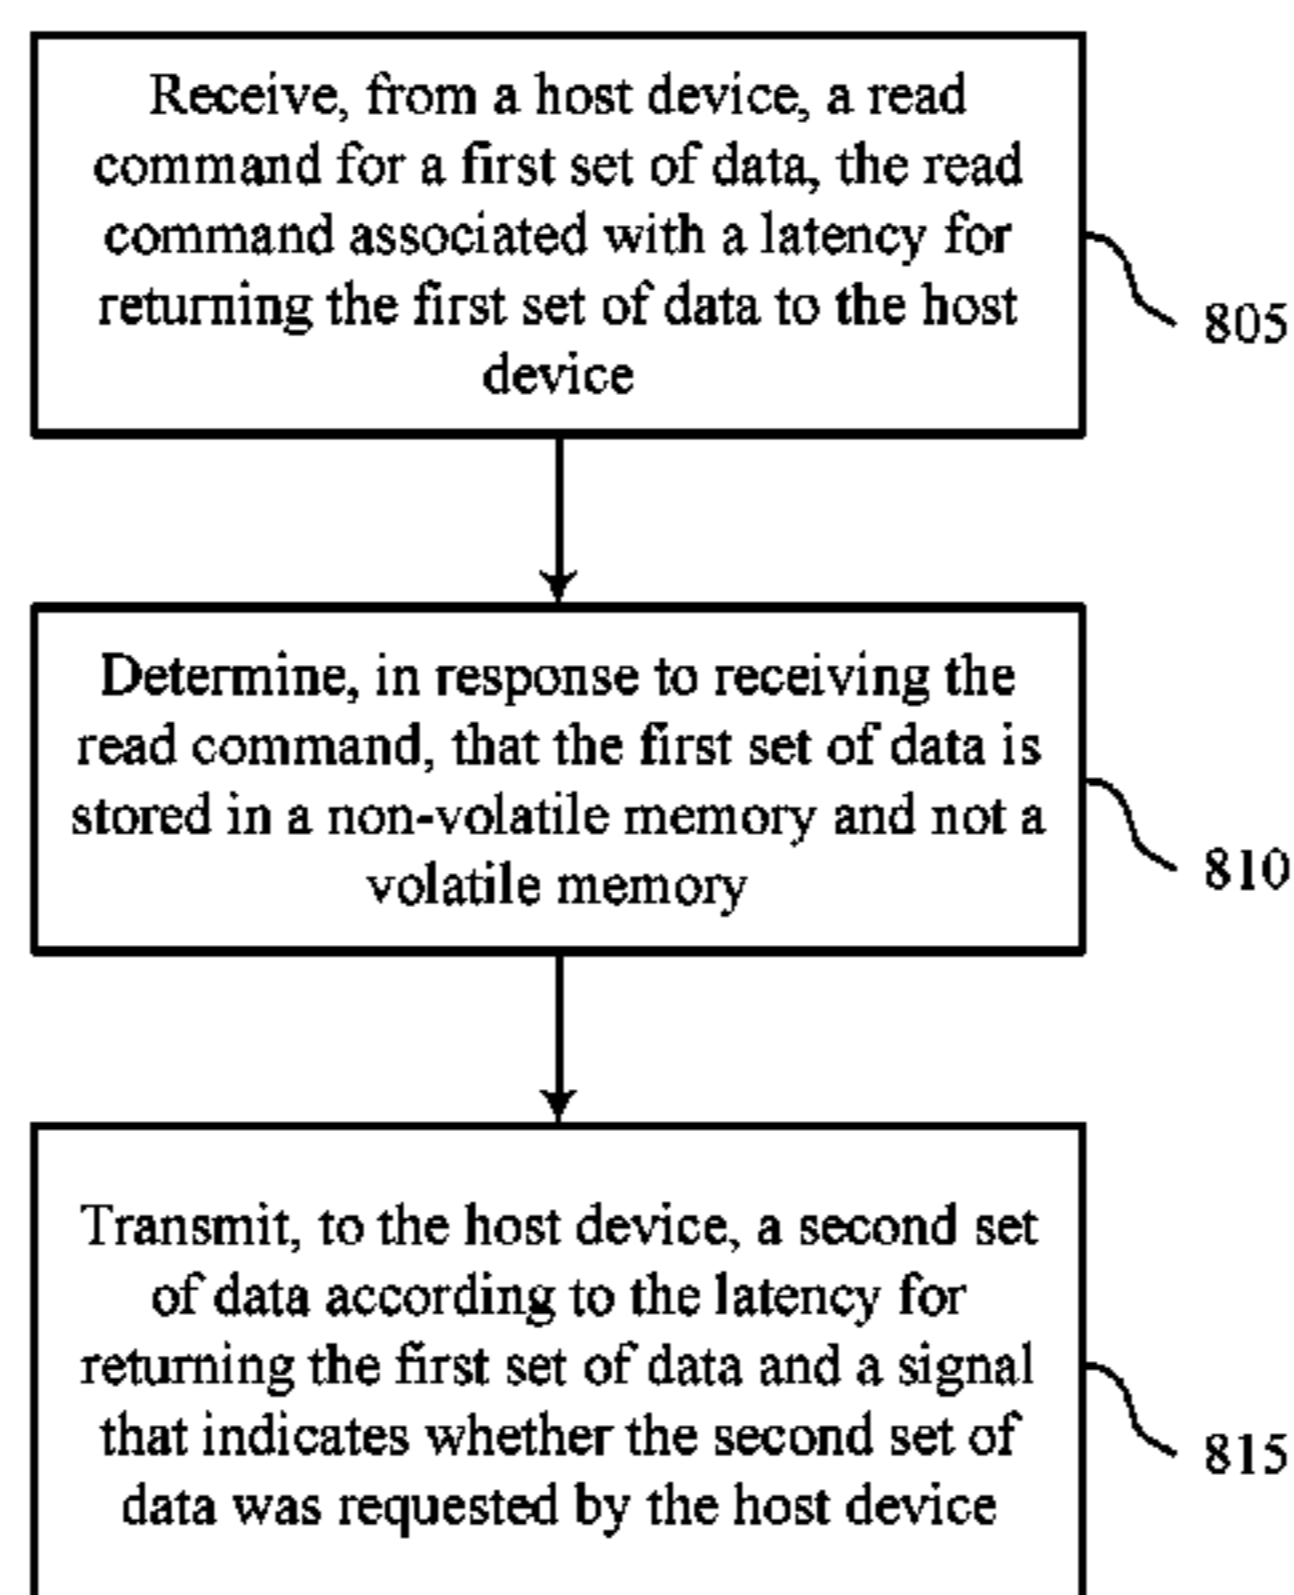 Receive, from a host device, a read
command for a first set of data, the read
command associated with a latency for
returning the first set of data to the host
device
805
Determine, in response to receiving the
read command, that the first set of data is
stored in a non-volatile memory and not a
volatile memory
810
Transmit, to the host device, a second set
of data according to the latency for
returning the first set of data and a signal
that indicates whether the second set of
data was requested by the host device
815